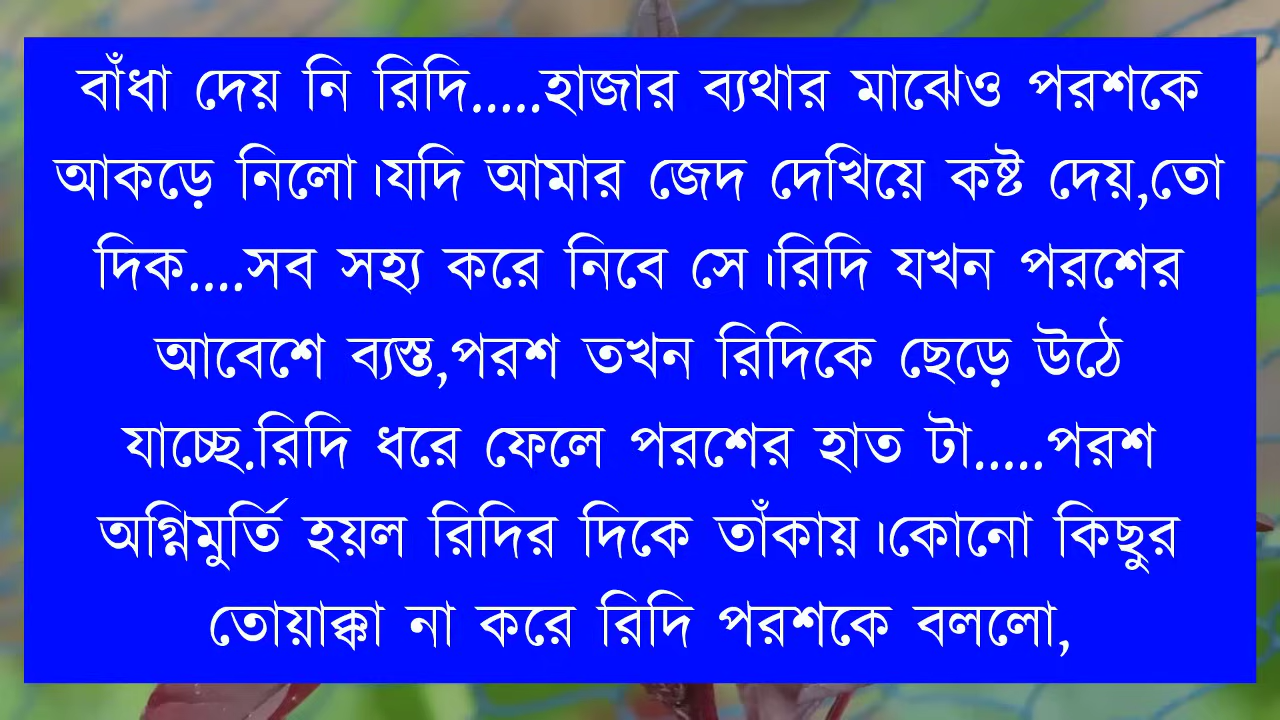 বাঁধা দেয় নি রিদি.....হাজার ব্যথার মাঝেও পরশকে
আকড়ে নিলো।যদি আমার জেদ দেখিয়ে কষ্ট দেয়,তো
দিক....সব সহ্য করে নিবে সে।রিদি যখন পরশের
আবেশে ব্যস্ত,পরশ তখন রিদিকে ছেড়ে উঠে
যাচ্ছে.রিদি ধরে ফেলে পরশের হাত টা.....পরশ
অগ্নিমুর্তি হয়ল রিদির দিকে তাঁকায়।কোনো কিছুর
তোয়াক্কা না করে রিদি পরশকে বললো,